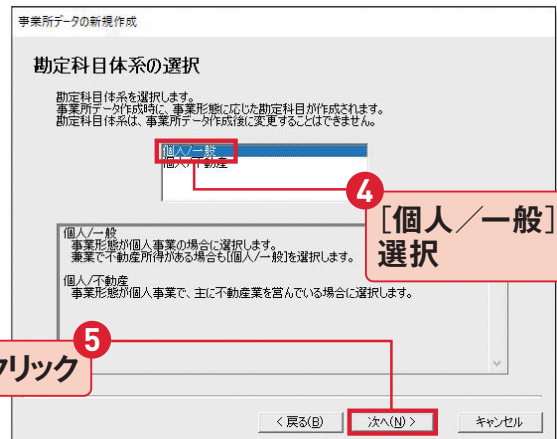 事業所データの新規作成
勘定科目体系の選択
勘定科目体系を選択します。
事業所データ作成時に、事業形態に応じた勘定科目が作成されます。
勘定科目体系は、事業所データ作成後に変更することはできません。
個人/一般
個人/不動産
4
[個人／一般]
選択
個人/一般
事業形態が個人事業の場合に選択します。
兼業で不動産所得がある場合も[個人/一般]を選択します。
個人/不動産
事業形態が個人事業で、主に不動産業を営んでいる場合に選択します。
5
クリック
< 戻る(B)
次へ(N) >
キャンセル